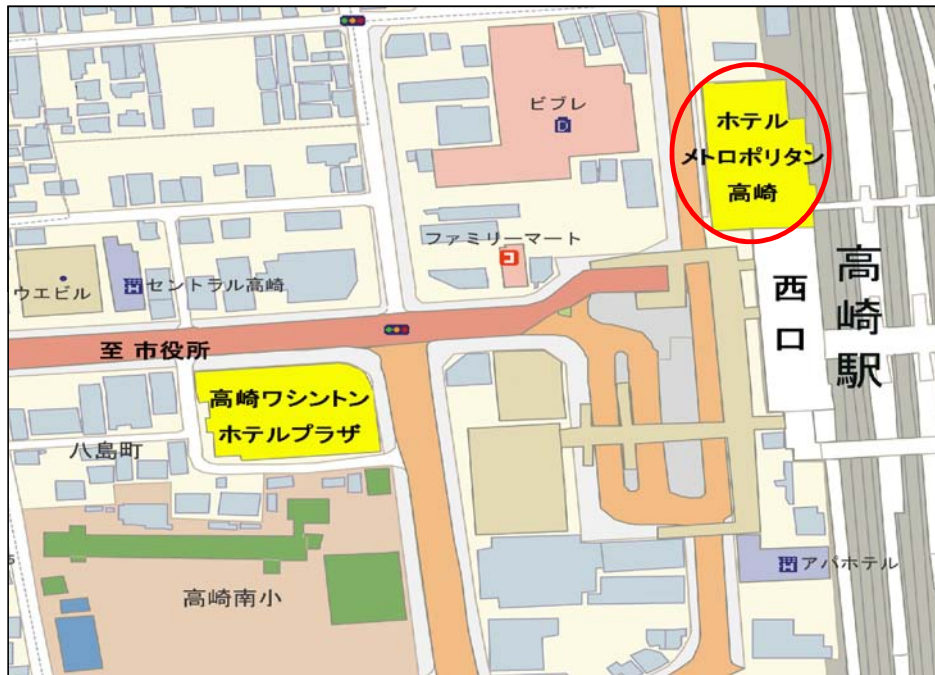 ビブレ
ホテル
メトロポリタン
高崎
ファミリーマート
ウエビル
セントラル高崎
西口
高崎駅
至 市役所
高崎ワシントン
ホテルプラザ
八島町
アパホテル
高崎南小